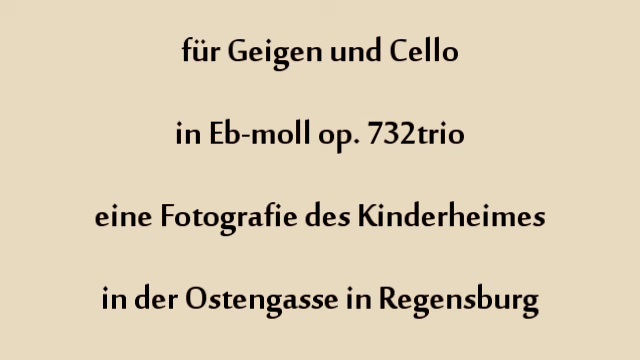 für Geigen und Cello
in Eb-moll op. 732trio
eine Fotografie des Kinderheimes
in der Ostengasse in Regensburg